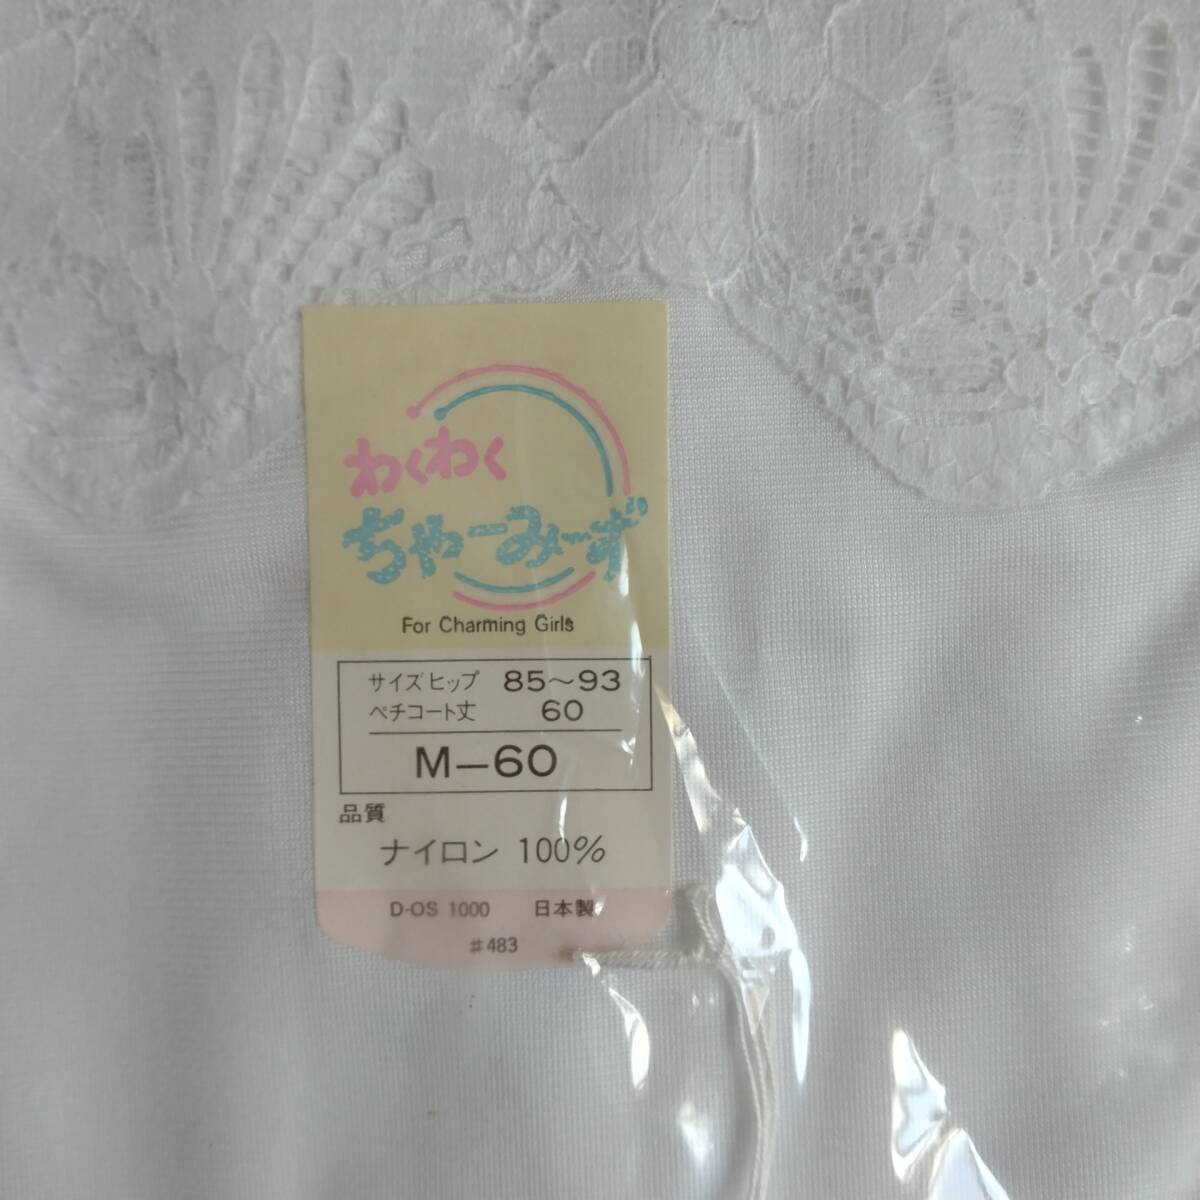 わくわく
ちゃーみーず
For Charming Girls
サイズヒップ 85～93
ペチコート丈 60
M－60
品質
ナイロン 100%
D-OS 1000 日本製
#483